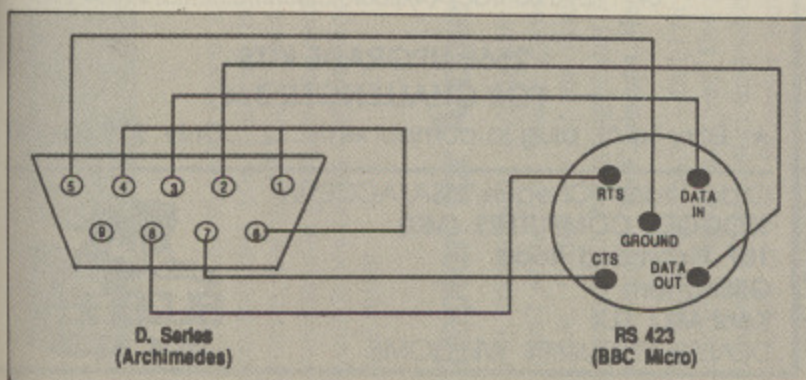 5 4 3 2 1
9 8 7 6
RTS DATA
IN
GROUND
CTS DATA
OUT
D. Series
(Archimedes)
RS 423
(BBC Micro)